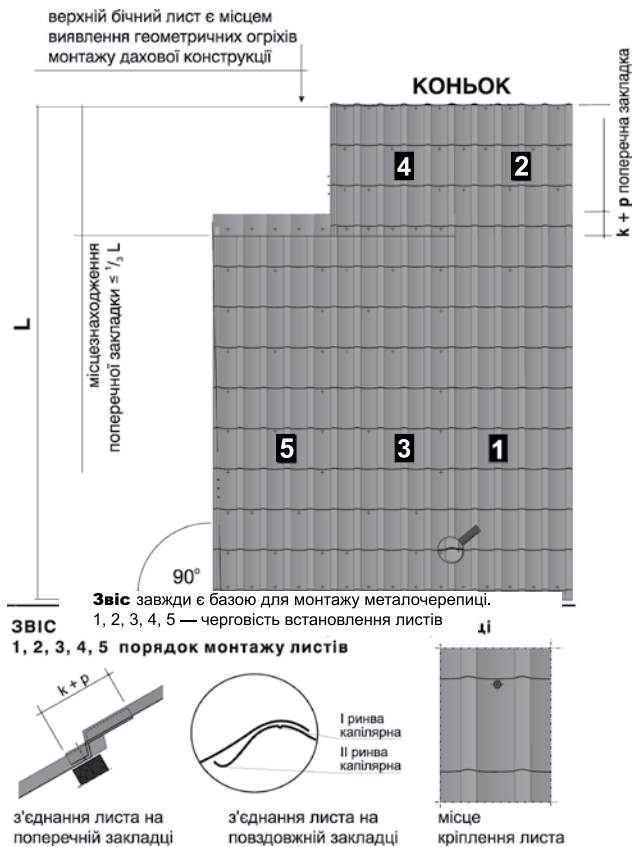 верхній бічний лист є місцем
виявлення геометричних огріхів
монтажу дахової конструкції
КОНЬОК
k + p поперечна закладка
4
2
L
місцезнаходження
поперечної закладки ≤ ¹/₃ L
5
3
1
90°
Звіс завжди є базою для монтажу металочерепиці.
1, 2, 3, 4, 5 — черговість встановлення листів
ЗВІС
1, 2, 3, 4, 5 порядок монтажу листів
k + p
I ринва
капілярна
II ринва
капілярна
з'єднання листа на
поперечній закладці
з'єднання листа на
повздовжній закладці
місце
кріплення листа